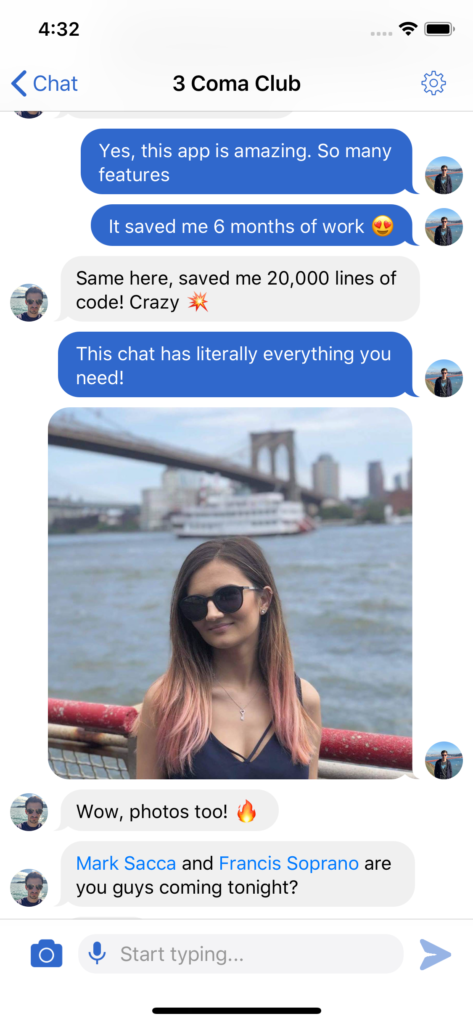 4:32
Chat
3 Coma Club
Yes, this app is amazing. So many
features
It saved me 6 months of work 😍
Same here, saved me 20,000 lines of
code! Crazy 💥
This chat has literally everything you
need!
Wow, photos too! 🔥
Mark Sacca and Francis Soprano are
you guys coming tonight?
Start typing...